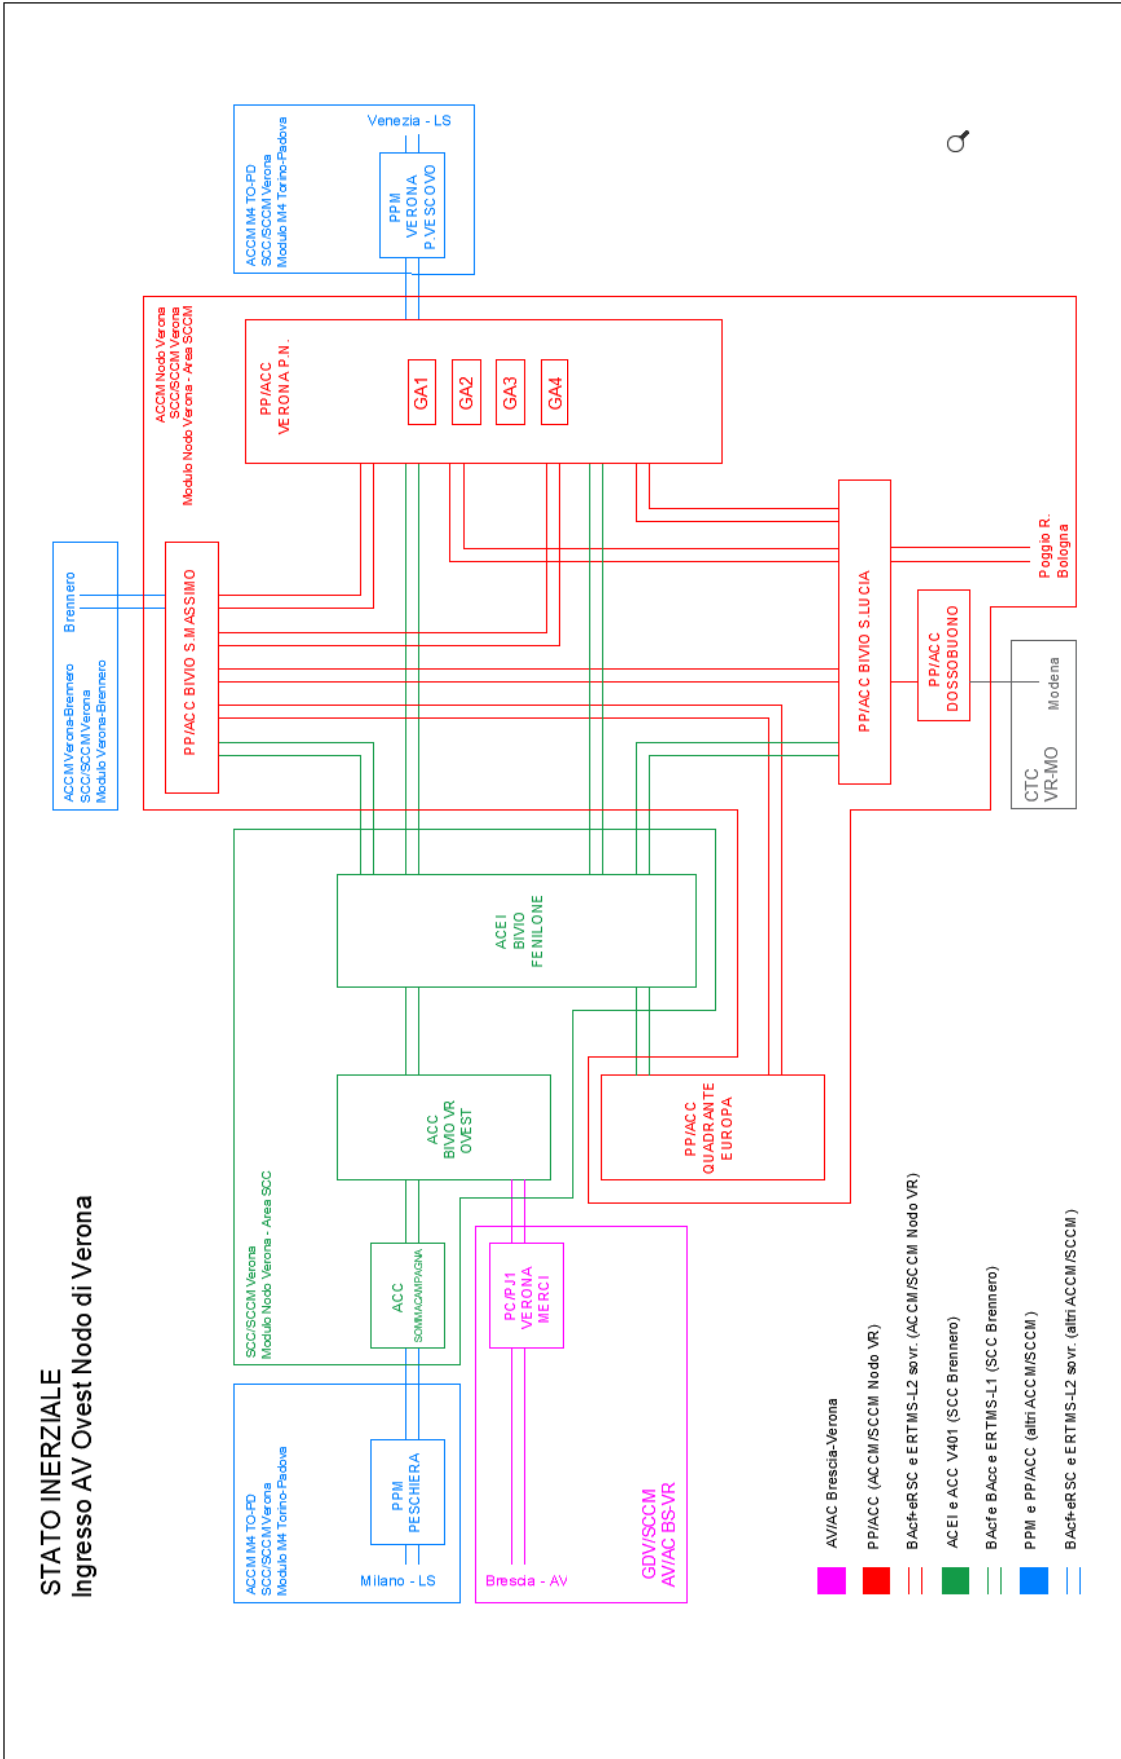 STATO INERZIALE
Ingresso AV Ovest Nodo di Verona
ACCM M4 TO-PD
SCC/SCCM Verona
Modulo M4 Torino-Padova
PPM
PESCHIERA
Milano - LS
SCC/SCCM Verona
Modulo Nodo Verona - Area SCC
ACC
SOMMACAMPAGNA
ACC
BIVIO VR
OVEST
ACEI
BIVIO
FENILONE
Brescia - AV
PC/PJ1
VERONA
MERCI
GDV/SCCM
AV/AC BS-VR
PP/ACC
QUADRANTE
EUROPA
ACCM Verona-Brennero
SCC/SCCM Verona
Modulo Verona-Brennero
Brennero
PP/ACC BIVIO S.MASSIMO
ACCM Nodo Verona
SCC/SCCM Verona
Modulo Nodo Verona - Area SCCM
PP/ACC
VERONA P.N.
GA1
GA2
GA3
GA4
ACCM M4 TO-PD
SCC/SCCM Verona
Modulo M4 Torino-Padova
Venezia - LS
PPM
VERONA
P.VESCOVO
PP/ACC BIVIO S.LUCIA
PP/ACC
DOSSOBUONO
Poggio R.
Bologna
CTC
VR-MO
Modena
AV/AC Brescia-Verona
PP/ACC (ACCM/SCCM Nodo VR)
BAcf+eRSC e ERTMS-L2 sovr. (ACCM/SCCM Nodo VR)
ACEI e ACC V401 (SCC Brennero)
BAcf e BAcc e ERTMS-L1 (SCC Brennero)
PPM e PP/ACC (altri ACCM/SCCM)
BAcf+eRSC e ERTMS-L2 sovr. (altri ACCM/SCCM)